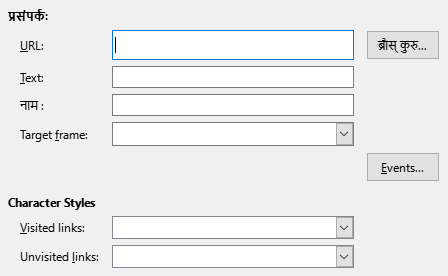 प्रसंपर्क:
URL:
ब्रौस् कुरु...
Text:
नाम :
Target frame:
Events...
Character Styles
Visited links:
Unvisited links: